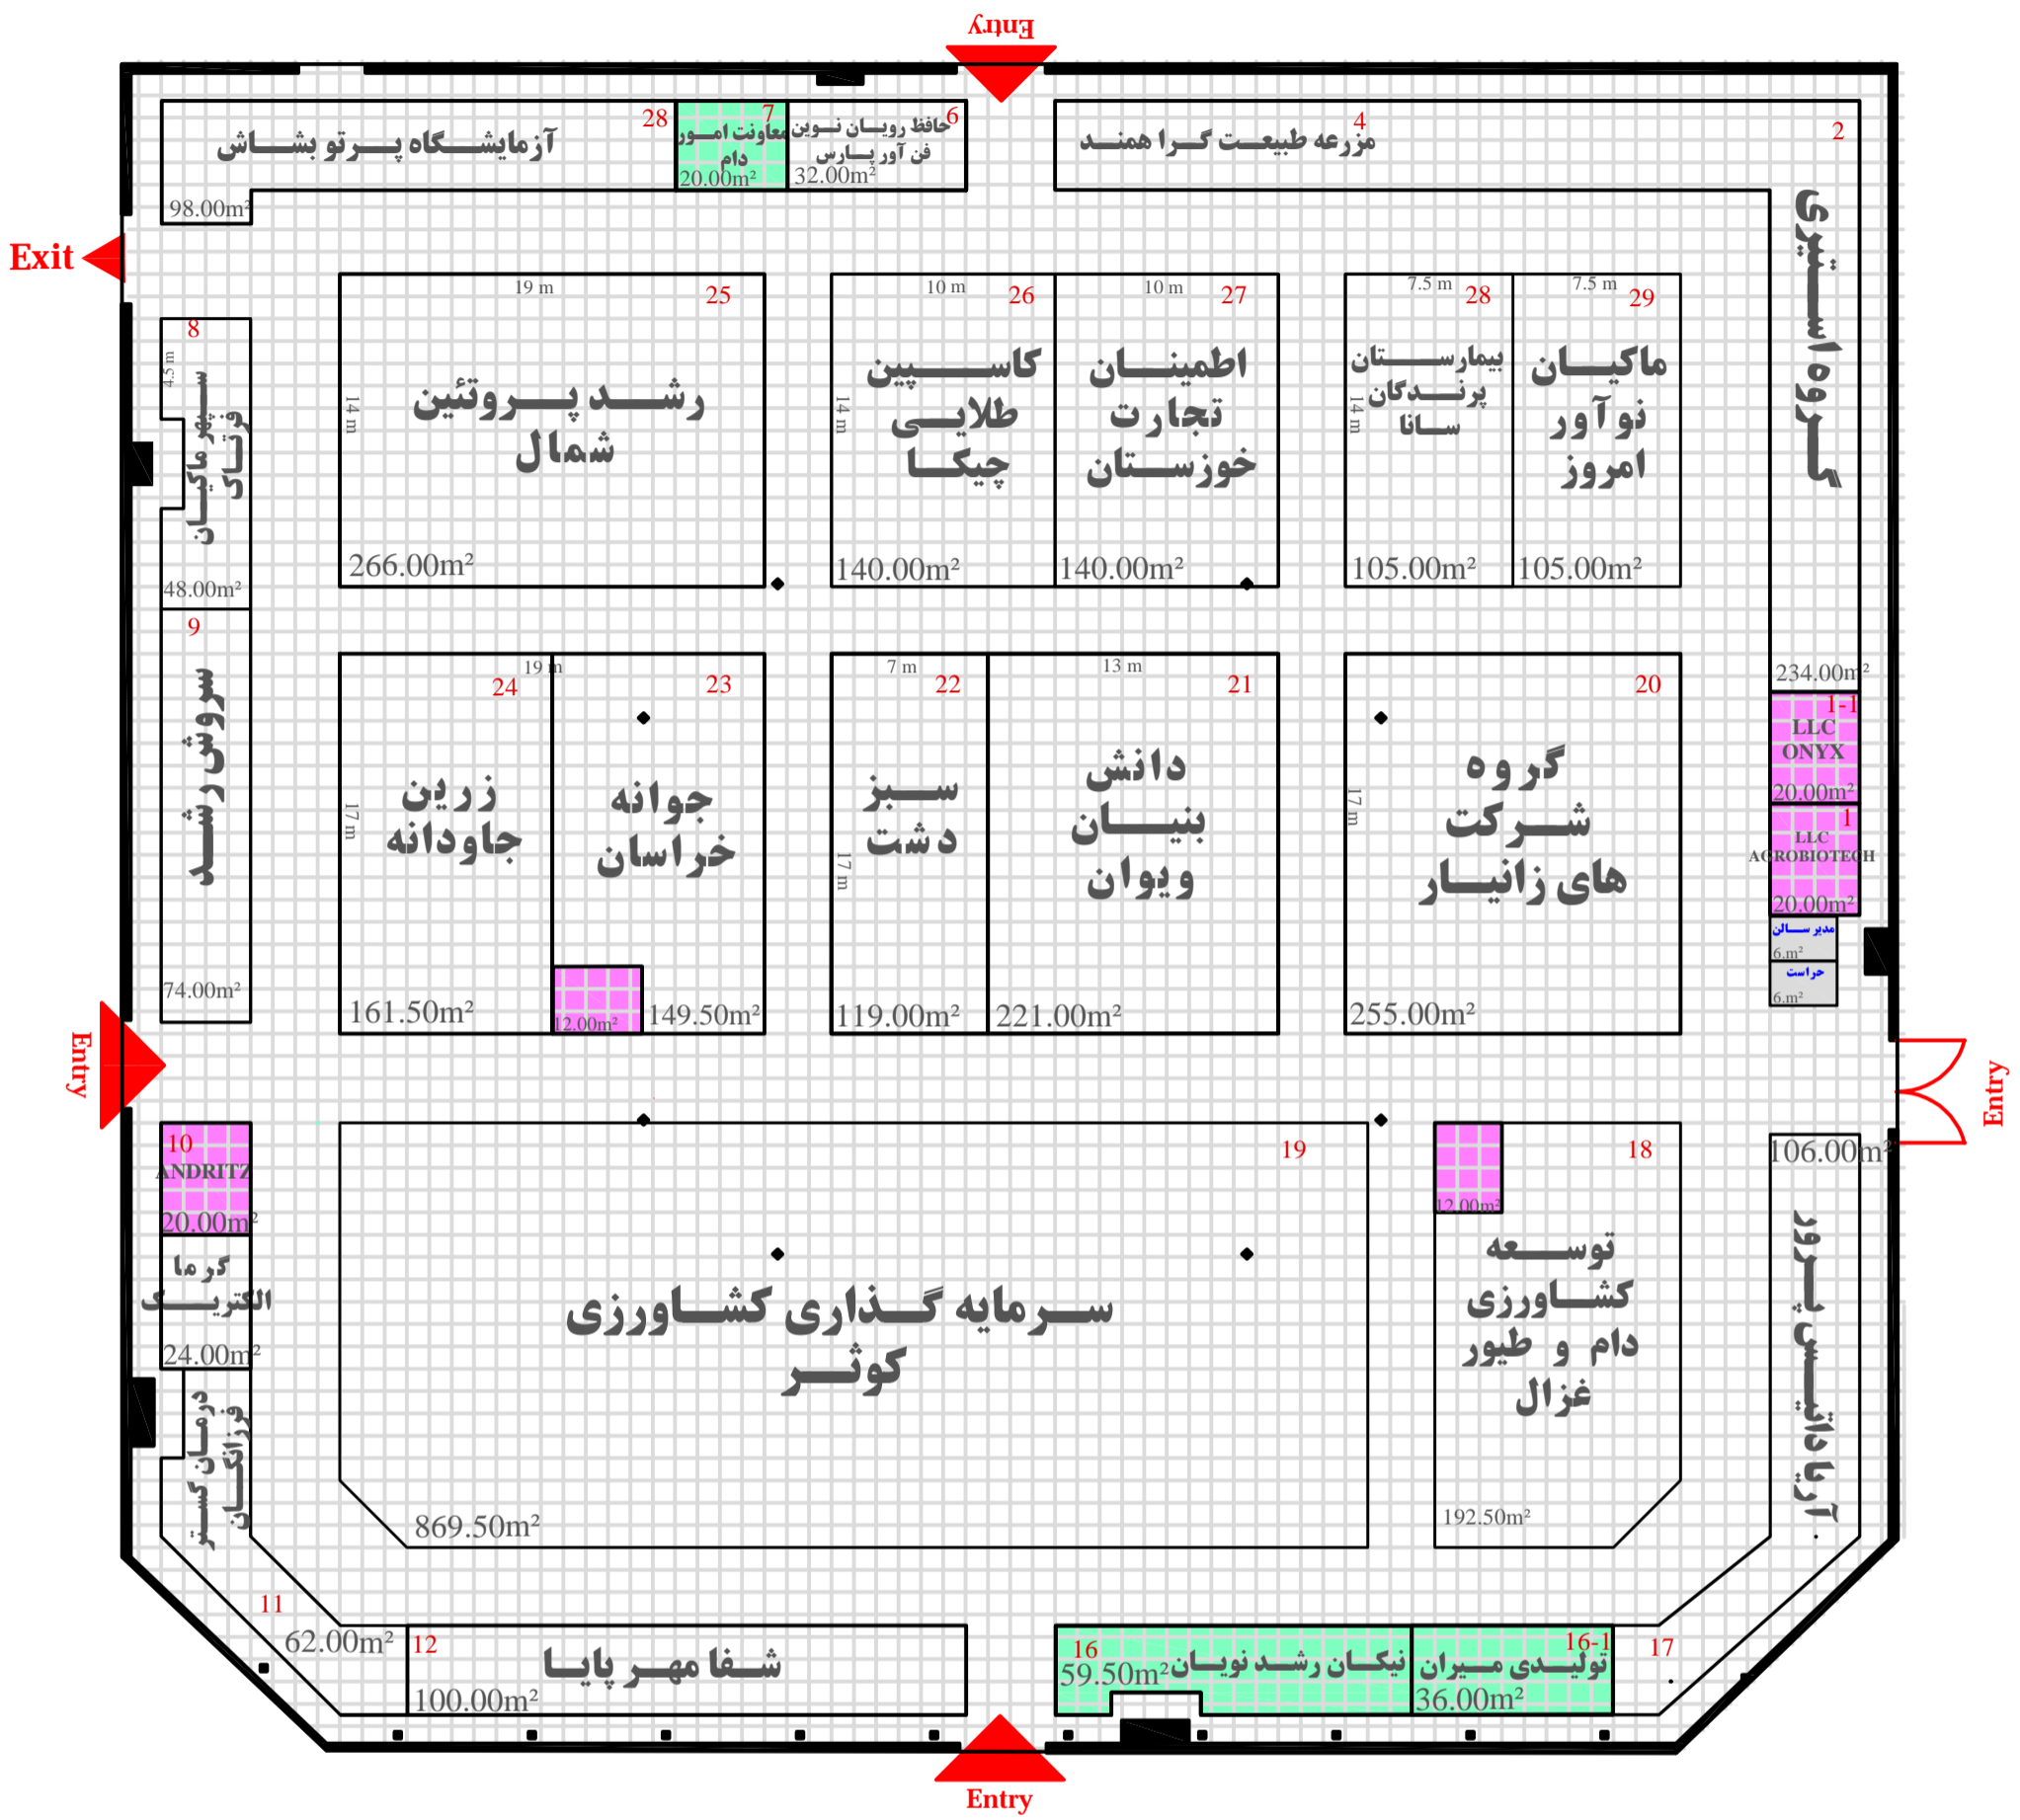 Entry
28
آزمایشگاه پرتو بشاش
98.00m²
7
معاونت امور
دام
20.00m²
6
حافظ رویان نوین
فن آور پارس
32.00m²
4
مزرعه طبیعت گرا همند
2
گروه استیری
234.00m²
Exit
19 m
25
14 m
رشد پروتئین
شمال
266.00m²
10 m
26
14 m
کاسپین
طلایی
چیکا
140.00m²
10 m
27
اطمینان
تجارت
خوزستان
140.00m²
7.5 m
28
14 m
بیمارستان
پرندگان
سانا
105.00m²
7.5 m
29
ماکیان
نوآور
امروز
105.00m²
8
4.5 m
سپهر ماکیان
فرتاک
48.00m²
9
سروش رشد
74.00m²
19 m
24
17 m
زرین
جاودانه
161.50m²
23
جوانه
خراسان
12.00m²
149.50m²
7 m
22
17 m
سبز
دشت
119.00m²
13 m
21
دانش
بنیان
ویوان
221.00m²
20
17 m
گروه
شرکت
های زانیار
255.00m²
1-1
LLC
ONYX
20.00m²
1
LLC
AGROBIOTECH
20.00m²
مدیر سالن
6.m²
حراست
6.m²
Entry
Entry
10
ANDRITZ
20.00m²
گرما
الکتریک
24.00m²
درمان گستر
فرزانگان
11
62.00m²
19
سرمایه گذاری کشاورزی
کوثر
869.50m²
18
12.00m²
توسعه
کشاورزی
دام و طیور
غزال
192.50m²
106.00m²
آریاداتیس پرور
17
12
شفا مهر پایا
100.00m²
16
نیکان رشد نویان
59.50m²
16-1
تولیدی میران
36.00m²
Entry